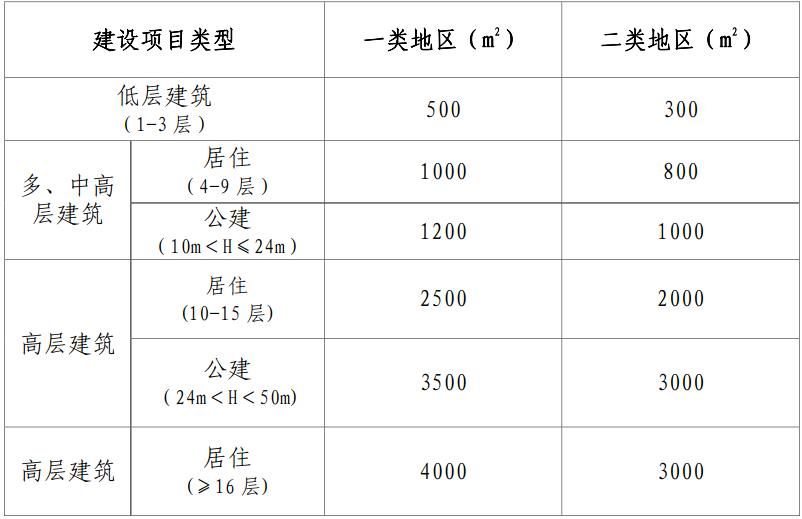 建设项目类型 一类地区（m²） 二类地区（m²）
低层建筑
（1-3 层） 500 300
多、中高
层建筑
居住
（4-9 层） 1000 800
公建
（10m＜H≤24m） 1200 1000
高层建筑
居住
(10-15 层) 2500 2000
公建
（24m＜H＜50m) 3500 3000
高层建筑
居住
(≥16 层) 4000 3000